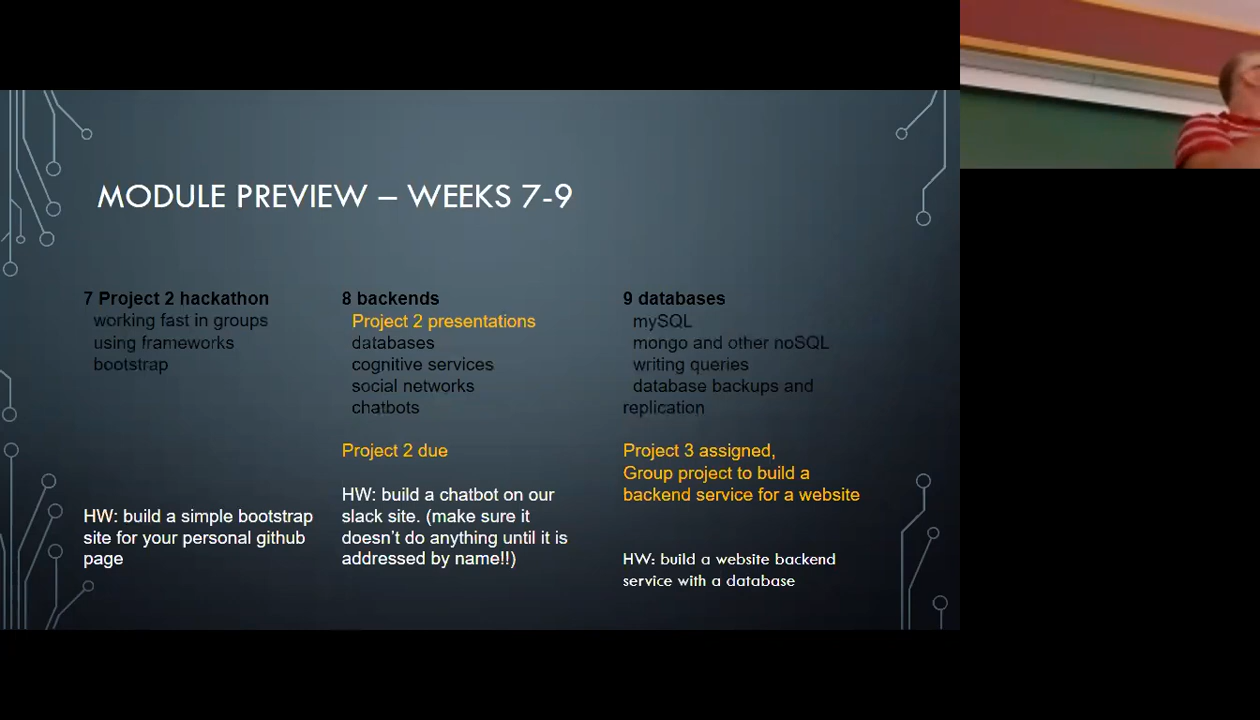 MODULE PREVIEW – WEEKS 7-9
7 Project 2 hackathon
working fast in groups
using frameworks
bootstrap
HW: build a simple bootstrap
site for your personal github
page
8 backends
Project 2 presentations
databases
cognitive services
social networks
chatbots
Project 2 due
HW: build a chatbot on our
slack site. (make sure it
doesn't do anything until it is
addressed by name!!)
9 databases
mySQL
mongo and other noSQL
writing queries
database backups and
replication
Project 3 assigned,
Group project to build a
backend service for a website
HW: build a website backend
service with a database